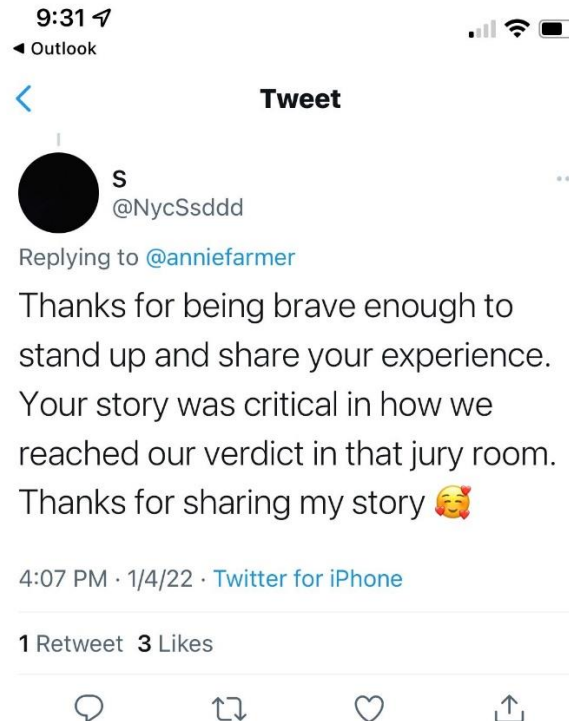 9:31
◀ Outlook
Tweet
S
@NycSsddd
Replying to @anniefarmer
Thanks for being brave enough to
stand up and share your experience.
Your story was critical in how we
reached our verdict in that jury room.
Thanks for sharing my story 🥰
4:07 PM · 1/4/22 · Twitter for iPhone
1 Retweet 3 Likes